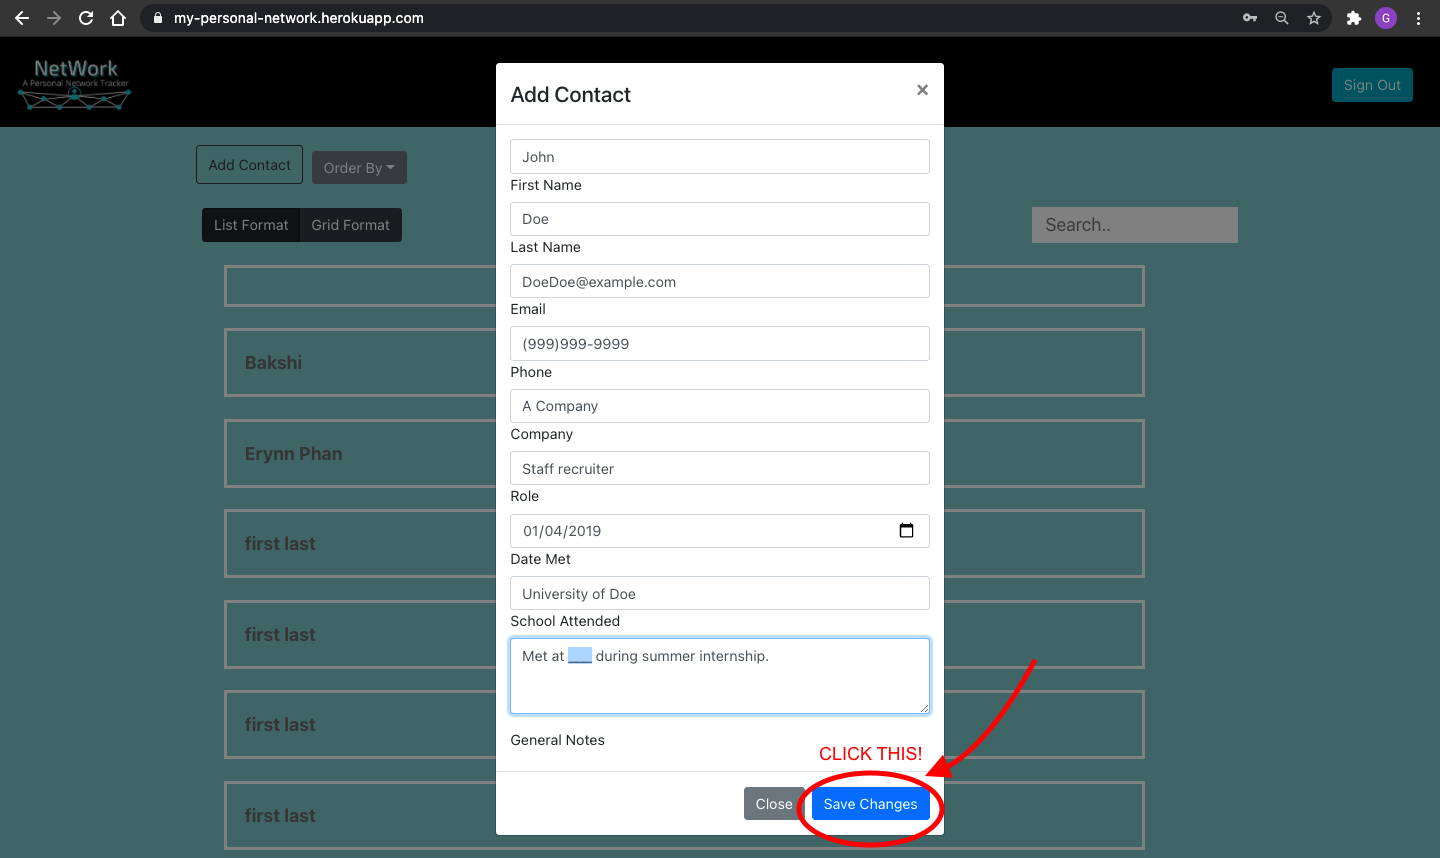 my-personal-network.herokuapp.com
G
NetWork
A Personal Network Tracker
Sign Out
Add Contact
Order By
List Format
Grid Format
Search..
Bakshi
Erynn Phan
first last
first last
first last
first last
Add Contact
×
John
First Name
Doe
Last Name
DoeDoe@example.com
Email
(999)999-9999
Phone
A Company
Company
Staff recruiter
Role
01/04/2019
Date Met
University of Doe
School Attended
Met at ___ during summer internship.
General Notes
CLICK THIS!
Close
Save Changes